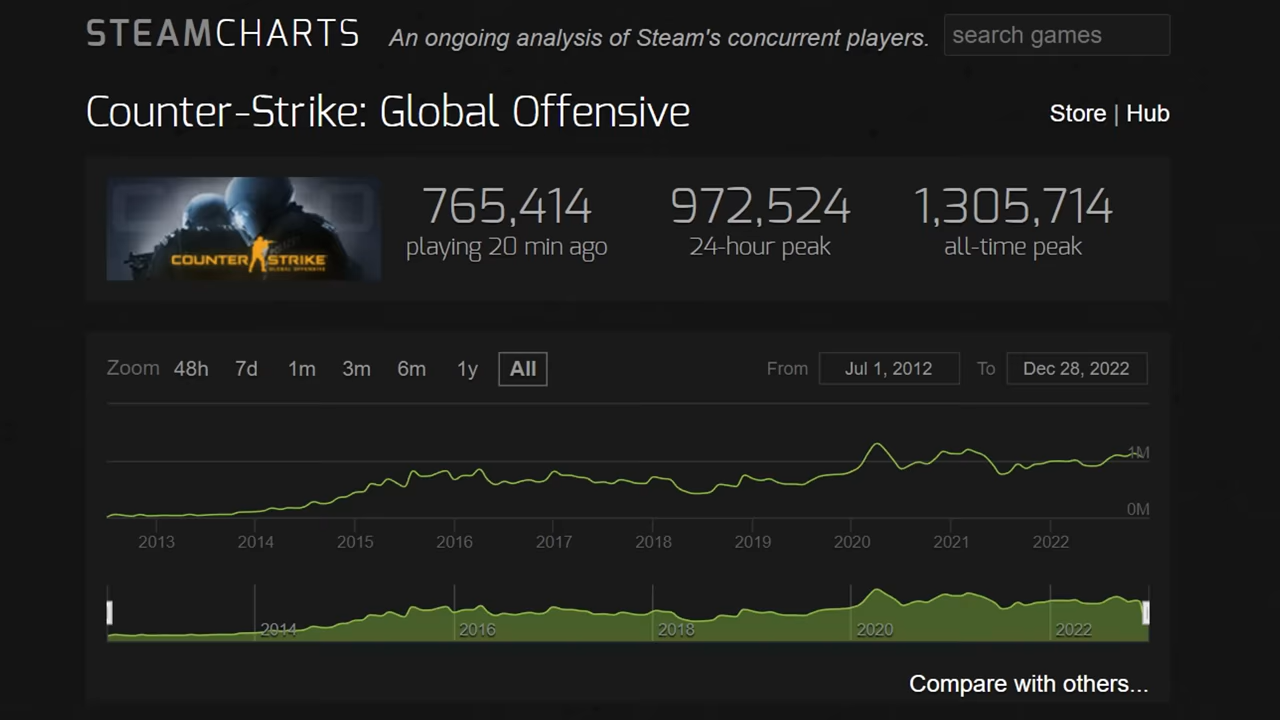 STEAMCHARTS An ongoing analysis of Steam's concurrent players. search games
Counter-Strike: Global Offensive Store | Hub
765,414 972,524 1,305,714
playing 20 min ago 24-hour peak all-time peak
COUNTER STRIKE
GLOBAL OFFENSIVE
Zoom 48h 7d 1m 3m 6m 1y All From Jul 1, 2012 To Dec 28, 2022
1M
0M
2013 2014 2015 2016 2017 2018 2019 2020 2021 2022
2014 2016 2018 2020 2022
Compare with others...